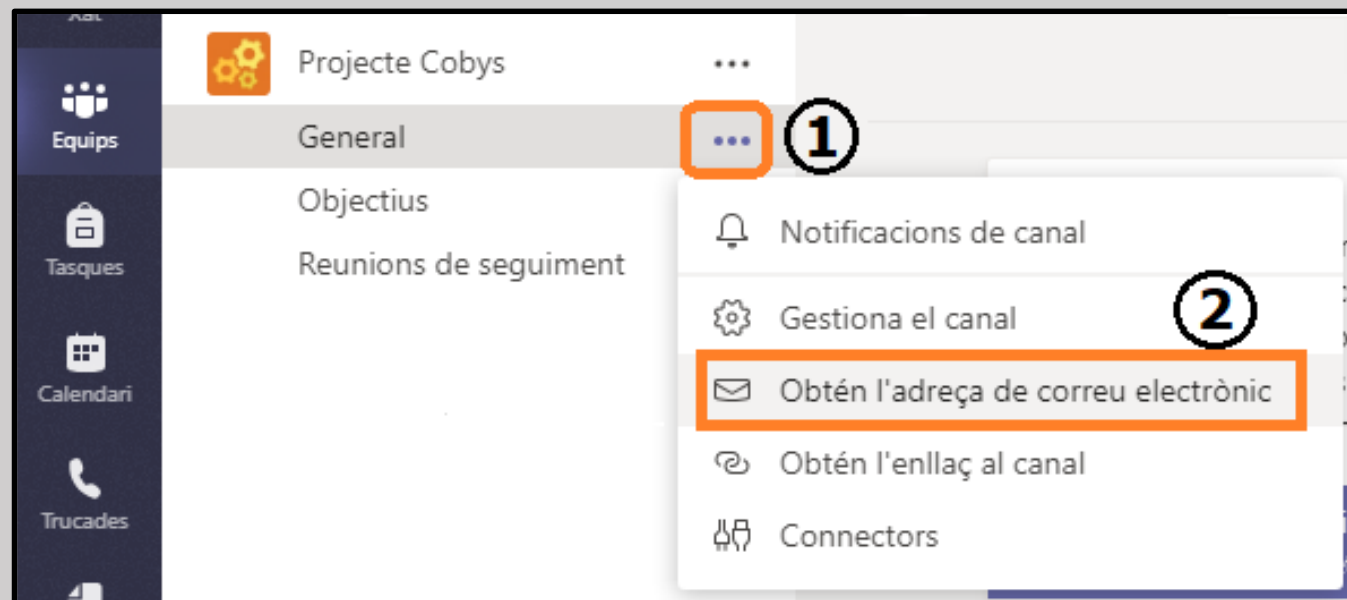 Xat
Equips
Tasques
Calendari
Trucades
Projecte Cobys
General
Objectius
Reunions de seguiment
1
Notificacions de canal
2
Gestiona el canal
Obtén l'adreça de correu electrònic
Obtén l'enllaç al canal
Connectors